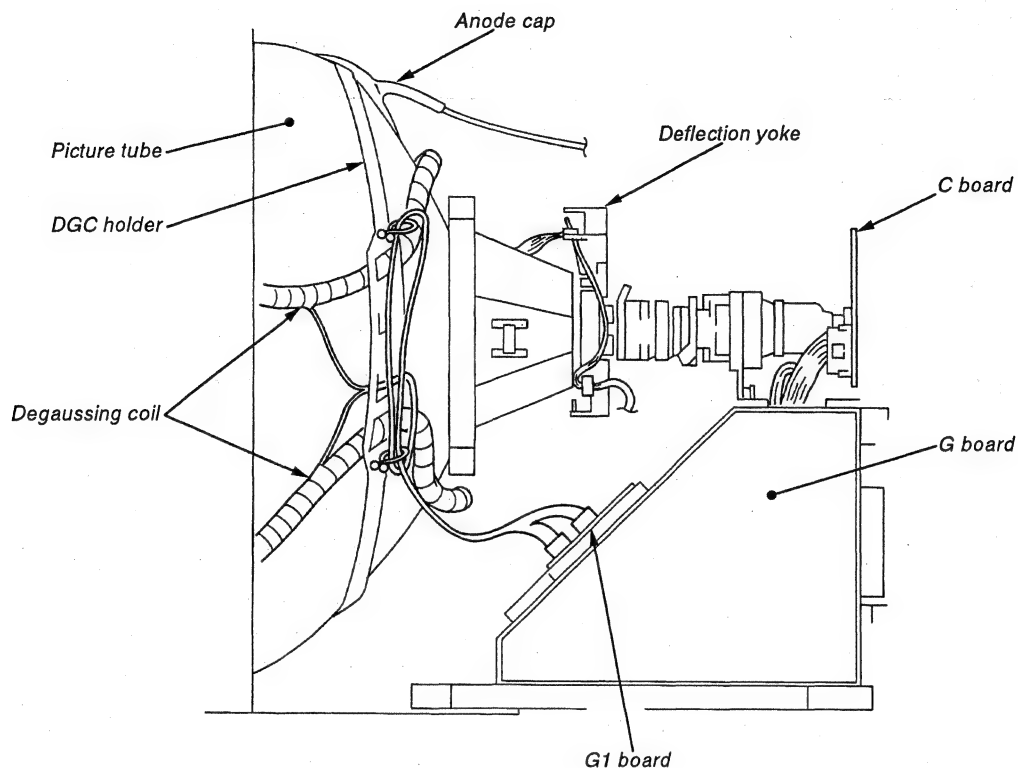 Anode cap
Deflection yoke
Picture tube
C board
DGC holder
Degaussing coil
G board
G1 board